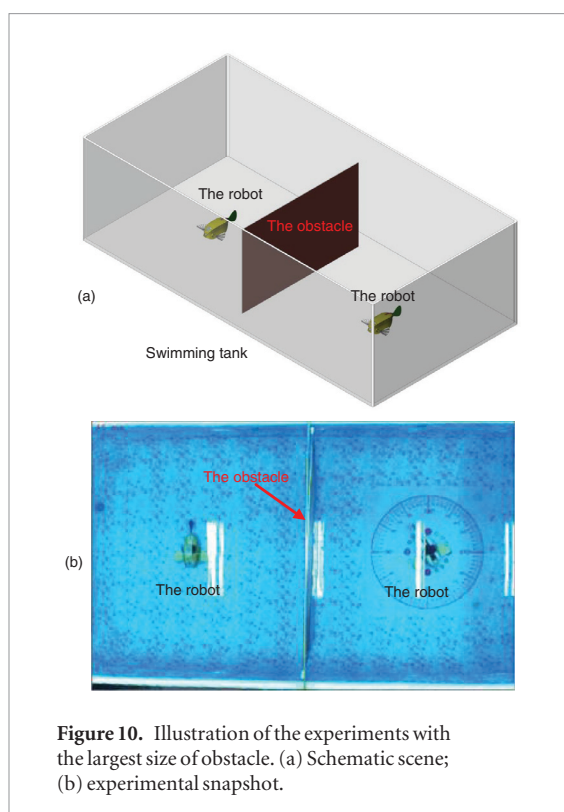 The robot
The obstacle
The robot
(a)
Swimming tank
The obstacle
(b)
The robot
The robot
Figure 10. Illustration of the experiments with
the largest size of obstacle. (a) Schematic scene;
(b) experimental snapshot.